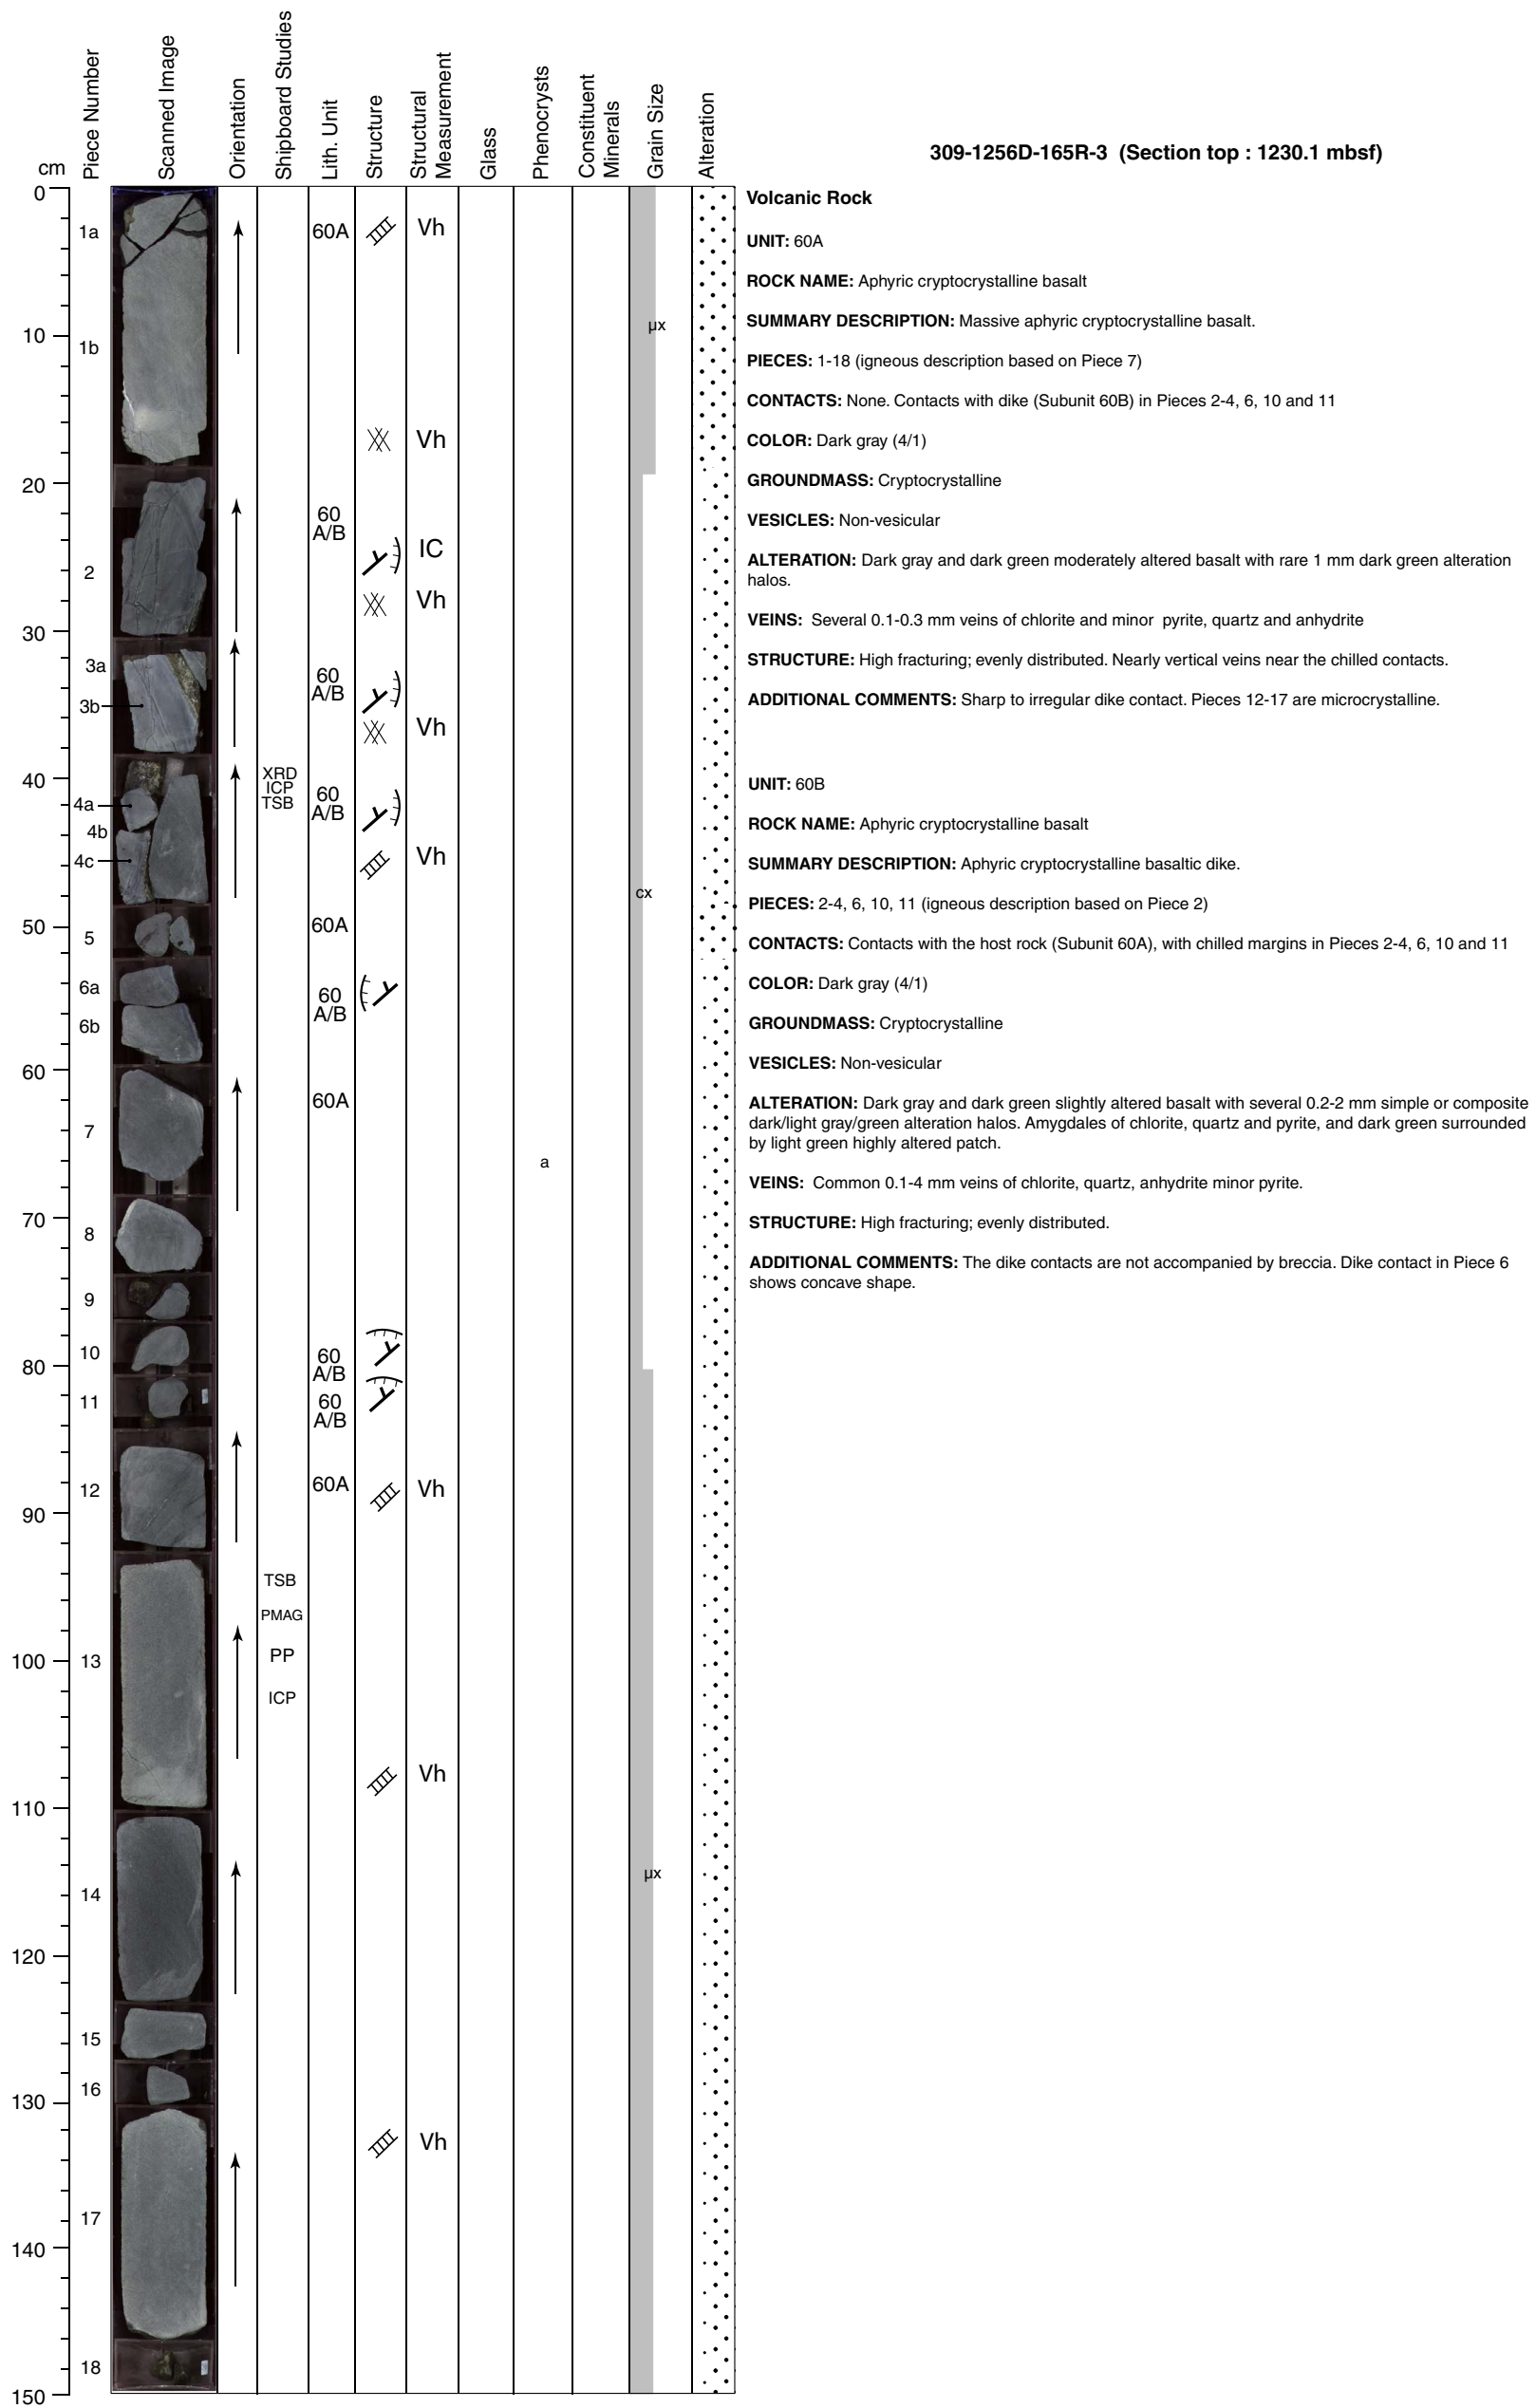 cm
Piece Number
Scanned Image
Orientation
Shipboard Studies
Lith. Unit
Structure
Structural
Measurement
Glass
Phenocrysts
Constituent
Minerals
Grain Size
Alteration
0
10
20
30
40
50
60
70
80
90
100
110
120
130
140
150
1a
1b
2
3a
3b
4a
4b
4c
5
6a
6b
7
8
9
10
11
12
13
14
15
16
17
18
XRD
ICP
TSB
TSB
PMAG
PP
ICP
60A
60
A/B
60
A/B
60
A/B
60A
60
A/B
60A
60
A/B
60
A/B
60A
Vh
Vh
IC
Vh
Vh
Vh
Vh
Vh
Vh
a
µx
cx
µx
309-1256D-165R-3 (Section top : 1230.1 mbsf)
Volcanic Rock
UNIT: 60A
ROCK NAME: Aphyric cryptocrystalline basalt
SUMMARY DESCRIPTION: Massive aphyric cryptocrystalline basalt.
PIECES: 1-18 (igneous description based on Piece 7)
CONTACTS: None. Contacts with dike (Subunit 60B) in Pieces 2-4, 6, 10 and 11
COLOR: Dark gray (4/1)
GROUNDMASS: Cryptocrystalline
VESICLES: Non-vesicular
ALTERATION: Dark gray and dark green moderately altered basalt with rare 1 mm dark green alteration
halos.
VEINS: Several 0.1-0.3 mm veins of chlorite and minor pyrite, quartz and anhydrite
STRUCTURE: High fracturing; evenly distributed. Nearly vertical veins near the chilled contacts.
ADDITIONAL COMMENTS: Sharp to irregular dike contact. Pieces 12-17 are microcrystalline.
UNIT: 60B
ROCK NAME: Aphyric cryptocrystalline basalt
SUMMARY DESCRIPTION: Aphyric cryptocrystalline basaltic dike.
PIECES: 2-4, 6, 10, 11 (igneous description based on Piece 2)
CONTACTS: Contacts with the host rock (Subunit 60A), with chilled margins in Pieces 2-4, 6, 10 and 11
COLOR: Dark gray (4/1)
GROUNDMASS: Cryptocrystalline
VESICLES: Non-vesicular
ALTERATION: Dark gray and dark green slightly altered basalt with several 0.2-2 mm simple or composite
dark/light gray/green alteration halos. Amygdales of chlorite, quartz and pyrite, and dark green surrounded
by light green highly altered patch.
VEINS: Common 0.1-4 mm veins of chlorite, quartz, anhydrite minor pyrite.
STRUCTURE: High fracturing; evenly distributed.
ADDITIONAL COMMENTS: The dike contacts are not accompanied by breccia. Dike contact in Piece 6
shows concave shape.